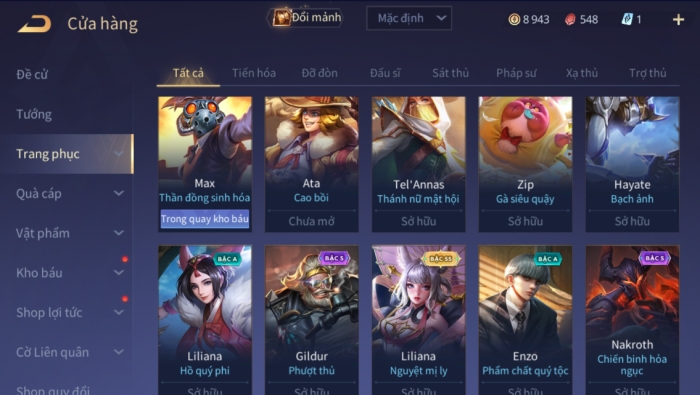 Cửa hàng
Đổi mảnh
Mặc định
8 943
548
1
Đề cử
Tướng
Trang phục
Quà cáp
Vật phẩm
Kho báu
Shop lợi tức
Cờ Liên quân
Shop quy đổi
Tất cả
Tiến hóa
Đỡ đòn
Đấu sĩ
Sát thủ
Pháp sư
Xạ thủ
Trợ thủ
Max
Thần đồng sinh hóa
Trong quay kho báu
Ata
Cao bồi
Chưa mở
Tel'Annas
Thánh nữ mật hội
Sở hữu
Zip
Gà siêu quậy
Sở hữu
Hayate
Bạch ảnh
Sở hữu
BẬC A
Liliana
Hồ quý phi
Sở hữu
BẬC S
Gildur
Phượt thủ
Sở hữu
BẬC SS
Liliana
Nguyệt mị ly
Sở hữu
BẬC A
Enzo
Phẩm chất quý tộc
Sở hữu
BẬC S
Nakroth
Chiến binh hỏa
ngục
Sở hữu